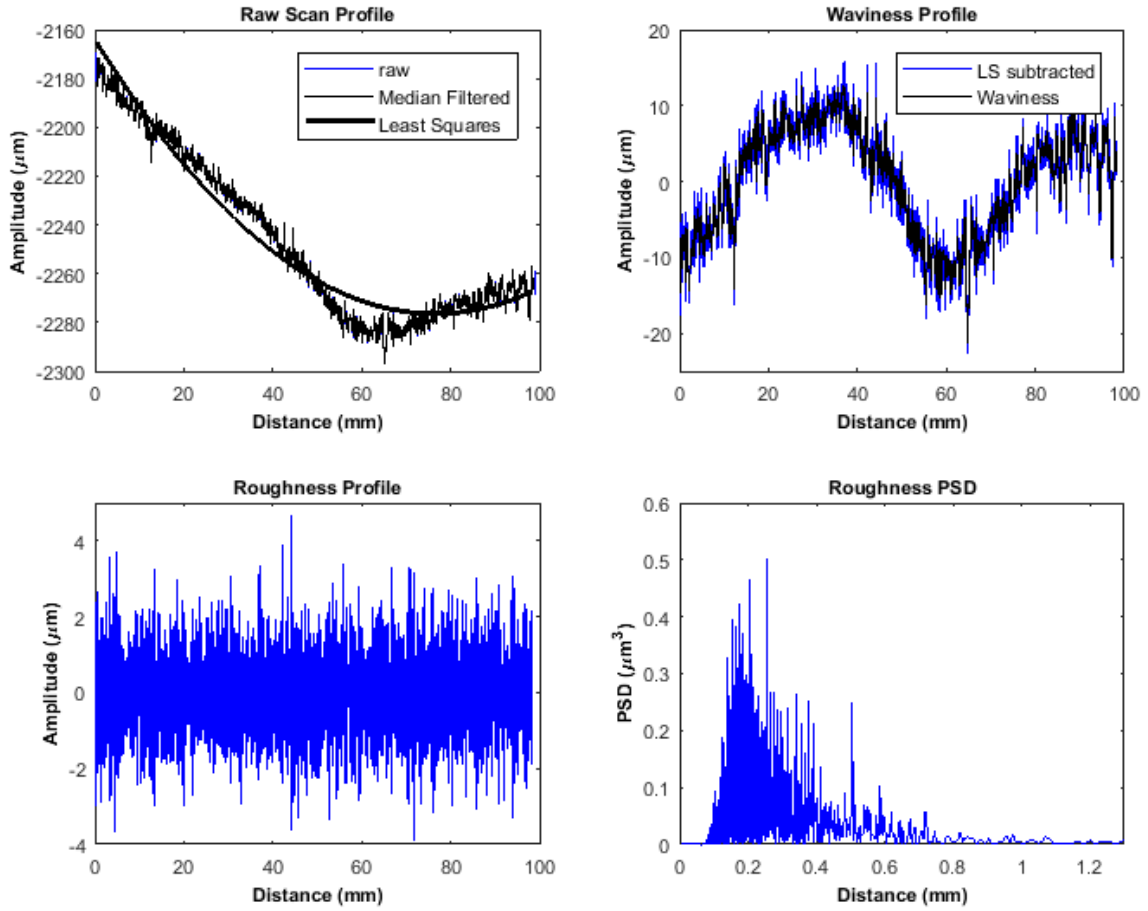 Raw Scan Profile
-2160
-2180
-2200
-2220
-2240
-2260
-2280
-2300
Amplitude (μm)
raw
Median Filtered
Least Squares
0 20 40 60 80 100
Distance (mm)
Waviness Profile
20
10
0
-10
-20
Amplitude (μm)
LS subtracted
Waviness
0 20 40 60 80 100
Distance (mm)
Roughness Profile
4
2
0
-2
-4
Amplitude (μm)
0 20 40 60 80 100
Distance (mm)
Roughness PSD
0.6
0.5
0.4
0.3
0.2
0.1
0
PSD (μm³)
0 0.2 0.4 0.6 0.8 1 1.2
Distance (mm)